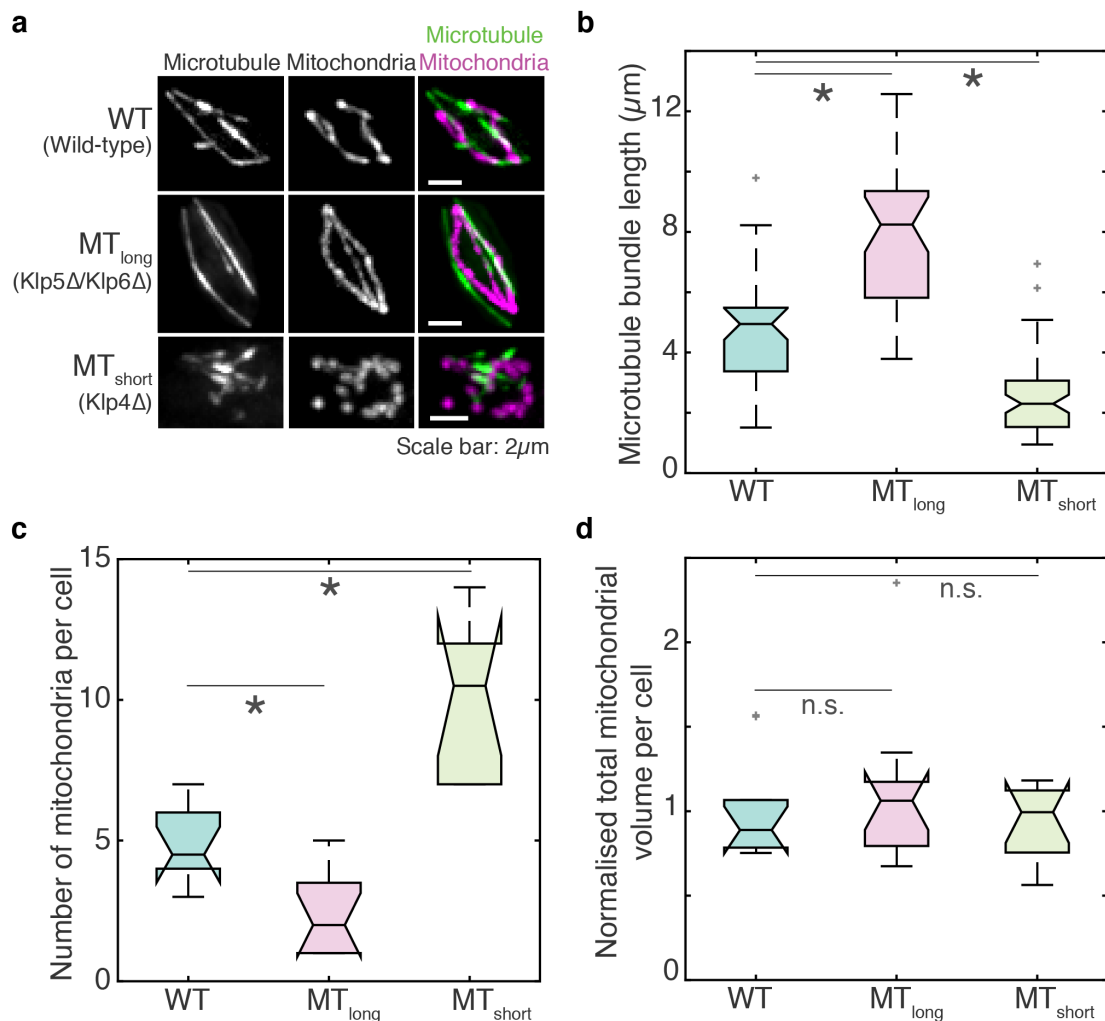 a
Microtubule
Microtubule Mitochondria Mitochondria
WT
(Wild-type)
MTlong
(Klp5Δ/Klp6Δ)
MTshort
(Klp4Δ)
Scale bar: 2µm
b
Microtubule bundle length (µm)
12
8
4
0
*
*
WT
MTlong
MTshort
c
Number of mitochondria per cell
15
10
5
0
*
*
WT
MTlong
MTshort
d
Normalised total mitochondrial
volume per cell
2
1
0
n.s.
n.s.
WT
MTlong
MTshort